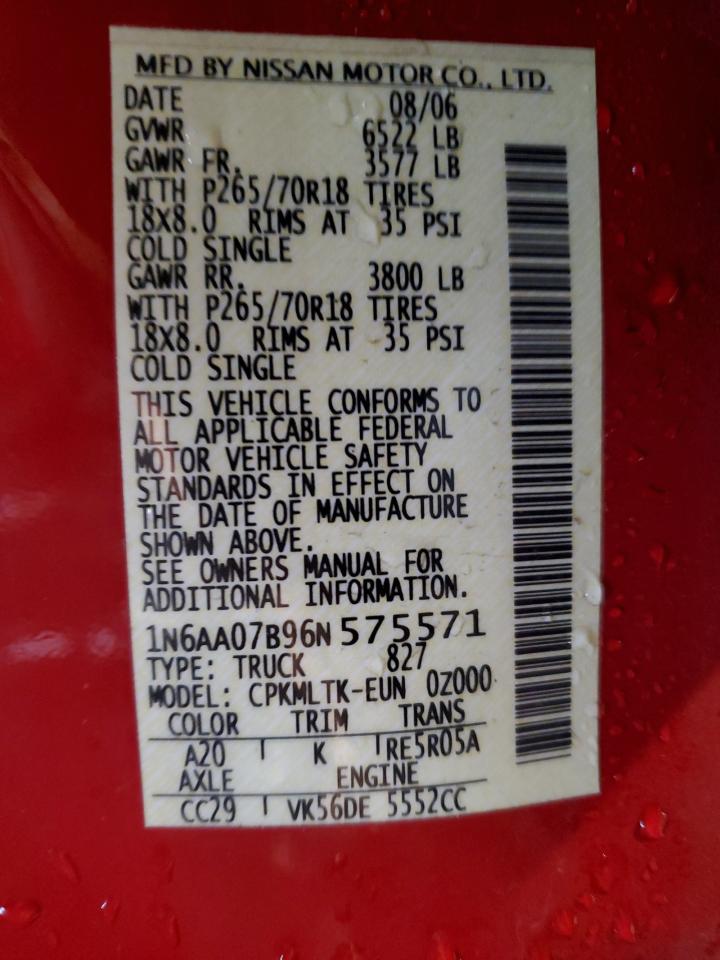 MFD BY NISSAN MOTOR CO., LTD.
DATE 08/06
GVWR 6522 LB
GAWR FR. 3577 LB
WITH P265/70R18 TIRES
18X8.0 RIMS AT 35 PSI
COLD SINGLE
GAWR RR. 3800 LB
WITH P265/70R18 TIRES
18X8.0 RIMS AT 35 PSI
COLD SINGLE
THIS VEHICLE CONFORMS TO
ALL APPLICABLE FEDERAL
MOTOR VEHICLE SAFETY
STANDARDS IN EFFECT ON
THE DATE OF MANUFACTURE
SHOWN ABOVE.
SEE OWNERS MANUAL FOR
ADDITIONAL INFORMATION.
1N6AA07B96N 575571
TYPE: TRUCK 827
MODEL: CPKMLTK-EUN 0Z000
COLOR TRIM TRANS
A20 K RE5R05A
AXLE ENGINE
CC29 VK56DE 5552CC